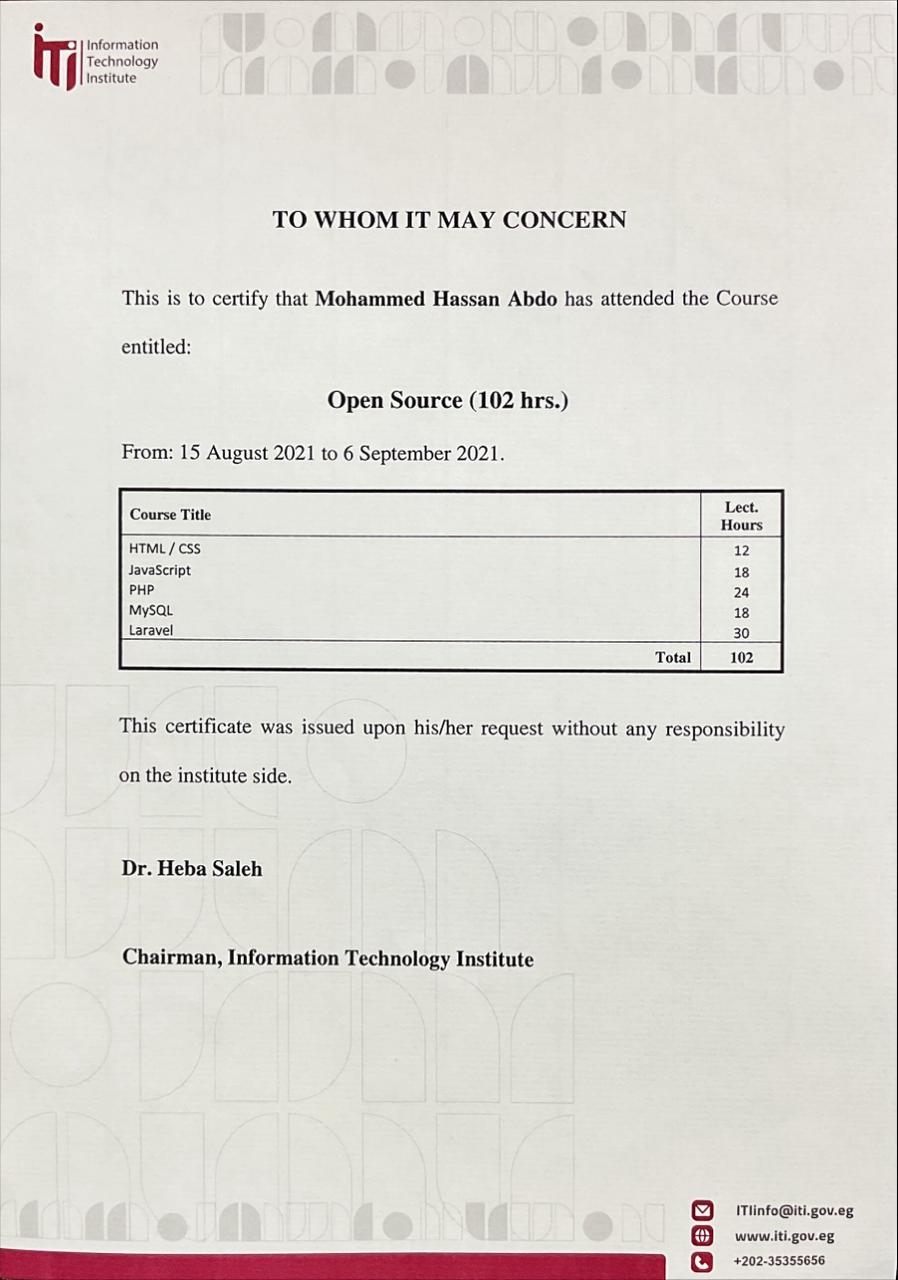 iTi
Information
Technology
Institute
TO WHOM IT MAY CONCERN
This is to certify that Mohammed Hassan Abdo has attended the Course
entitled:
Open Source (102 hrs.)
From: 15 August 2021 to 6 September 2021.
Course Title Lect. Hours
HTML / CSS 12
JavaScript 18
PHP 24
MySQL 18
Laravel 30
Total 102
This certificate was issued upon his/her request without any responsibility
on the institute side.
Dr. Heba Saleh
Chairman, Information Technology Institute
ITIinfo@iti.gov.eg
www.iti.gov.eg
+202-35355656